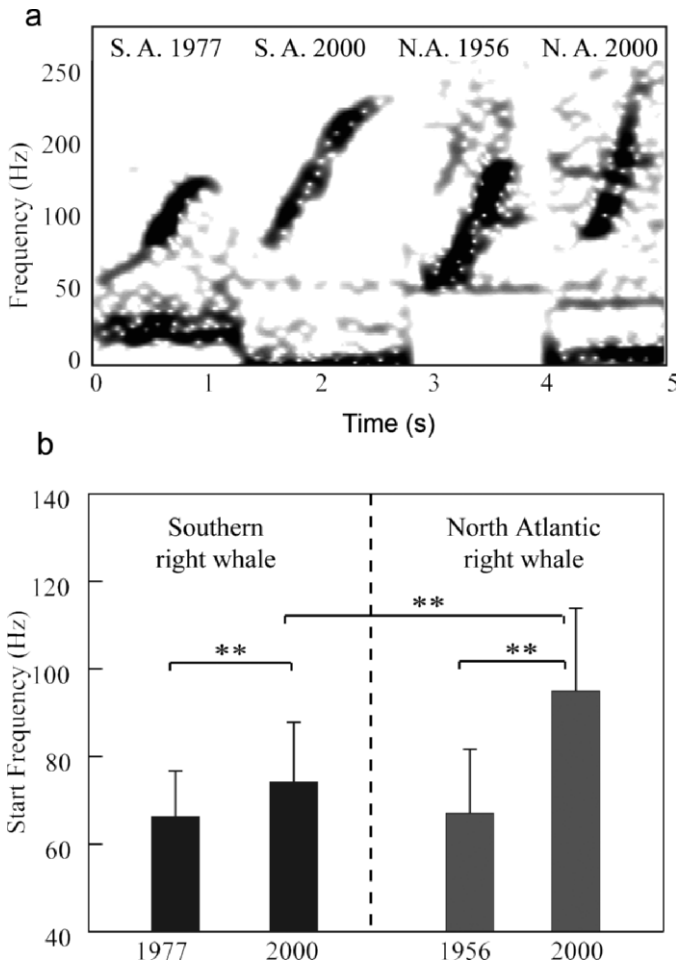 a
S. A. 1977 S. A. 2000 N.A. 1956 N. A. 2000
250
200
100
50
0
Frequency (Hz)
0 1 2 3 4 5
Time (s)
b
140
120
100
80
60
40
Start Frequency (Hz)
Southern
right whale
North Atlantic
right whale
**
**
**
1977 2000 1956 2000